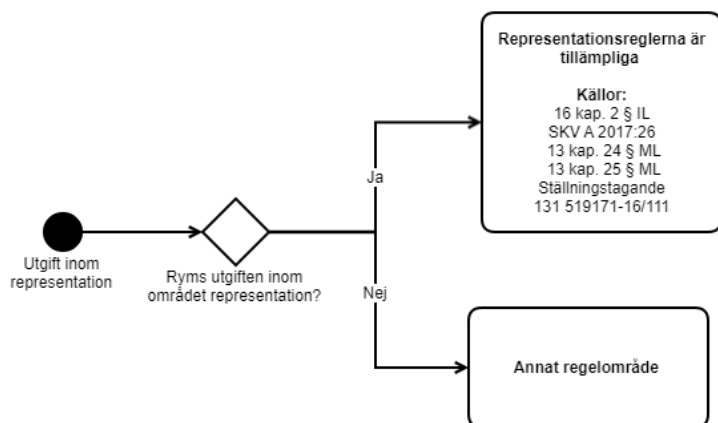 Representationsreglerna är
tillämpliga
Källor:
16 kap. 2 § IL
SKV A 2017:26
13 kap. 24 § ML
13 kap. 25 § ML
Ställningstagande
131 519171-16/111
Ja
Utgift inom
representation
Ryms utgiften inom
området representation?
Nej
Annat regelområde